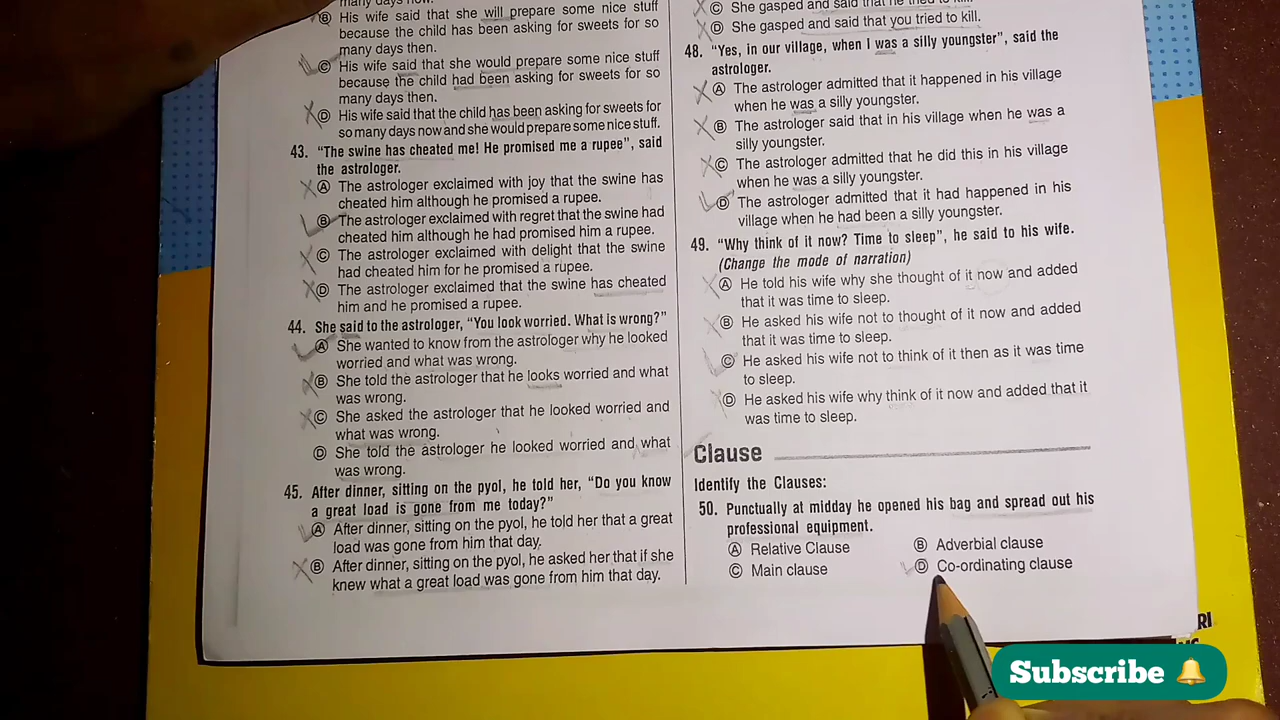 many days now.
Ⓑ His wife said that she will prepare some nice stuff
because the child has been asking for sweets for so
many days then.
Ⓒ His wife said that she would prepare some nice stuff
because the child had been asking for sweets for so
many days then.
Ⓓ His wife said that the child has been asking for sweets for
so many days now and she would prepare some nice stuff.
43. "The swine has cheated me! He promised me a rupee", said
the astrologer.
Ⓐ The astrologer exclaimed with joy that the swine has
cheated him although he promised a rupee.
Ⓑ The astrologer exclaimed with regret that the swine had
cheated him although he had promised him a rupee.
Ⓒ The astrologer exclaimed with delight that the swine
had cheated him for he promised a rupee.
Ⓓ The astrologer exclaimed that the swine has cheated
him and he promised a rupee.
44. She said to the astrologer, "You look worried. What is wrong?"
Ⓐ She wanted to know from the astrologer why he looked
worried and what was wrong.
Ⓑ She told the astrologer that he looks worried and what
was wrong.
Ⓒ She asked the astrologer that he looked worried and
what was wrong.
Ⓓ She told the astrologer he looked worried and what
was wrong.
45. After dinner, sitting on the pyol, he told her, "Do you know
a great load is gone from me today?"
Ⓐ After dinner, sitting on the pyol, he told her that a great
load was gone from him that day.
Ⓑ After dinner, sitting on the pyol, he asked her that if she
knew what a great load was gone from him that day.
Ⓒ She gasped and said that he tried to kill.
Ⓓ She gasped and said that you tried to kill.
48. "Yes, in our village, when I was a silly youngster", said the
astrologer.
Ⓐ The astrologer admitted that it happened in his village
when he was a silly youngster.
Ⓑ The astrologer said that in his village when he was a
silly youngster.
Ⓒ The astrologer admitted that he did this in his village
when he was a silly youngster.
Ⓓ The astrologer admitted that it had happened in his
village when he had been a silly youngster.
49. "Why think of it now? Time to sleep", he said to his wife.
(Change the mode of narration)
Ⓐ He told his wife why she thought of it now and added
that it was time to sleep.
Ⓑ He asked his wife not to thought of it now and added
that it was time to sleep.
Ⓒ He asked his wife not to think of it then as it was time
to sleep.
Ⓓ He asked his wife why think of it now and added that it
was time to sleep.
Clause
Identify the Clauses:
50. Punctually at midday he opened his bag and spread out his
professional equipment.
Ⓐ Relative Clause Ⓑ Adverbial clause
Ⓒ Main clause Ⓓ Co-ordinating clause
RI
Subscribe